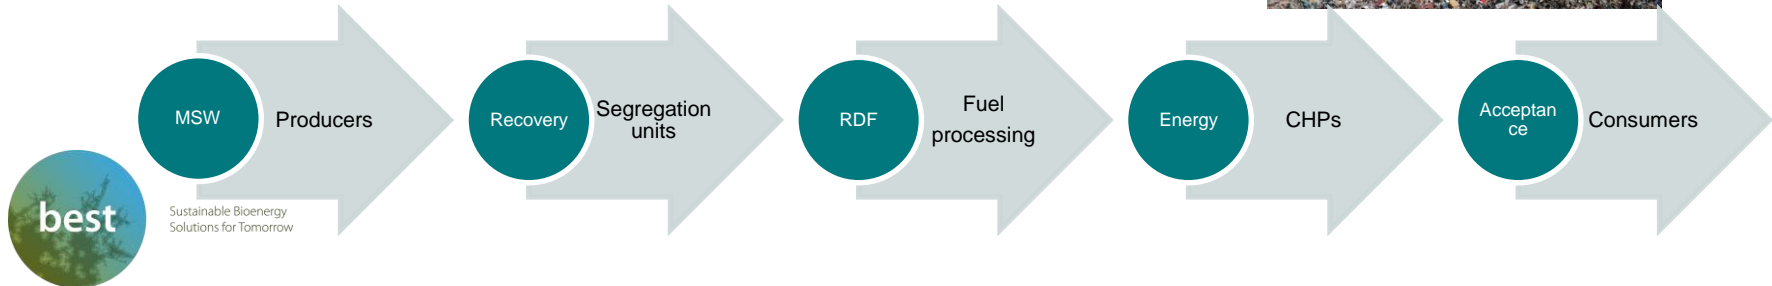 MSW
Producers
Recovery
Segregation
units
RDF
Fuel
processing
Energy
CHPs
Acceptan
ce
Consumers
best
Sustainable Bioenergy
Solutions for Tomorrow